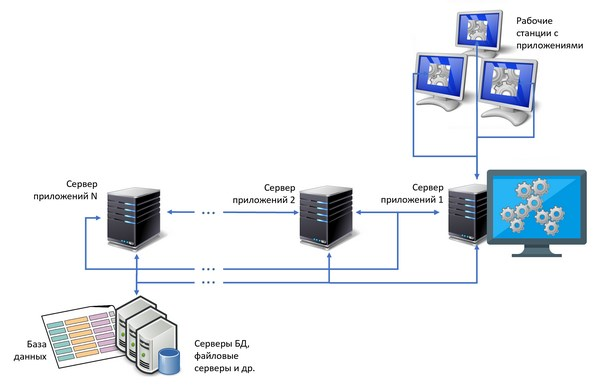 Рабочие
станции с
приложениями
Сервер
приложений N
Сервер
приложений 2
Сервер
приложений 1
...
...
...
База
данных
Серверы БД,
файловые
серверы и др.